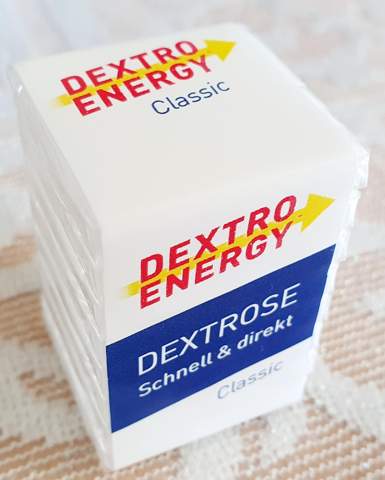 DEXTRO
ENERGY
Classic
DEXTRO
ENERGY
DEXTROSE
Schnell & direkt
Classic